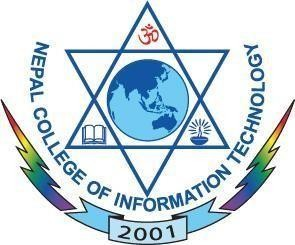 ॐ
NEPAL COLLEGE OF INFORMATION TECHNOLOGY
2001